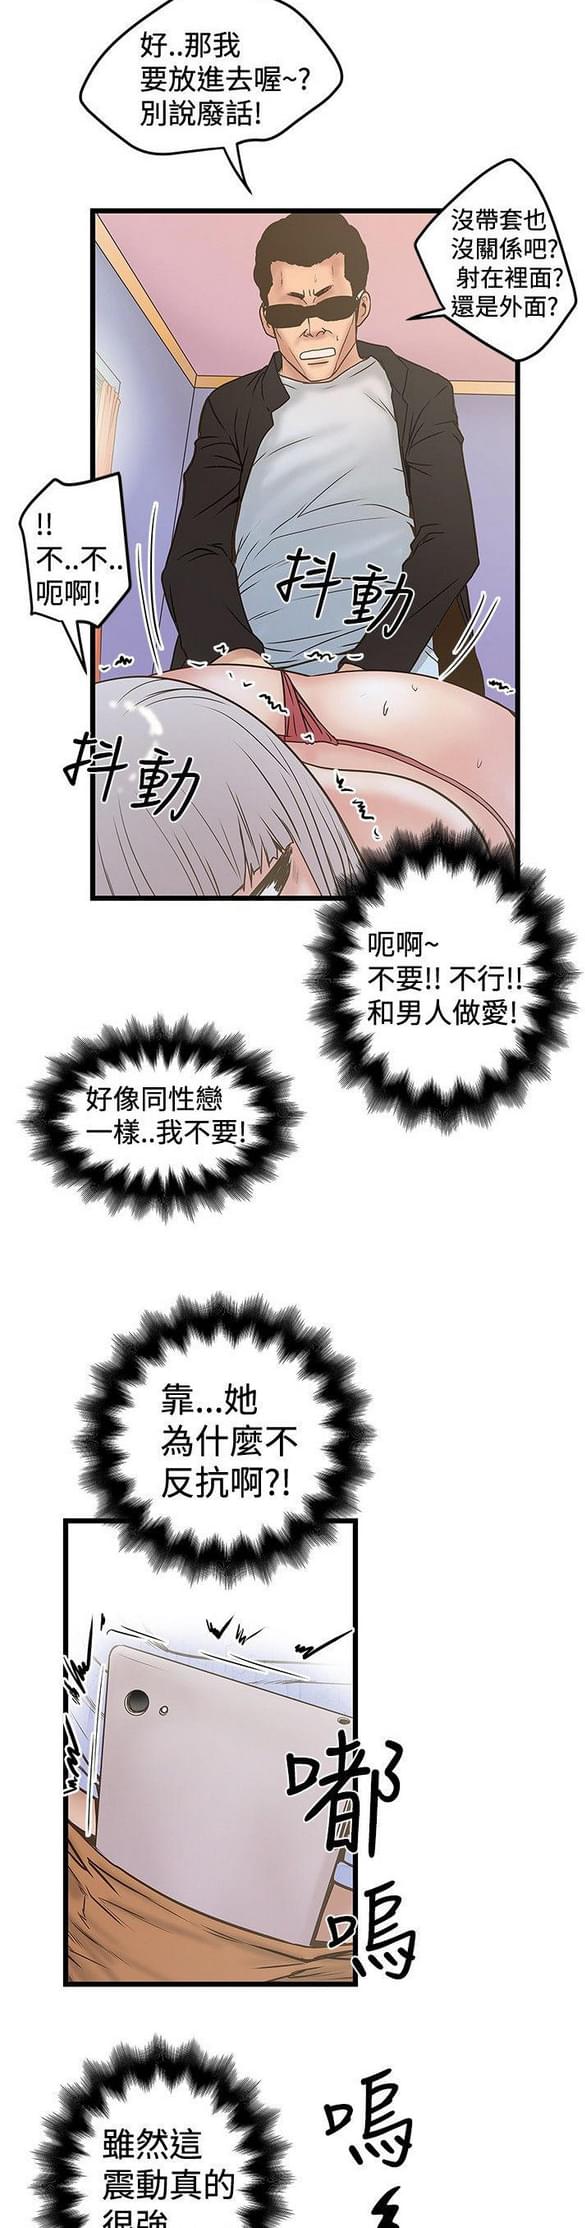 好..那我
要放進去喔~?
別說廢話!
沒帶套也
沒關係吧?
射在裡面?
還是外面?
!!
不..不..
呃啊!
抖動
抖動
呃啊~
不要!! 不行!!
和男人做愛!
好像同性戀
一樣..我不要!
靠...她
為什麼不
反抗啊?!
嘟
嗚
嗚
雖然這
震動真的
很強